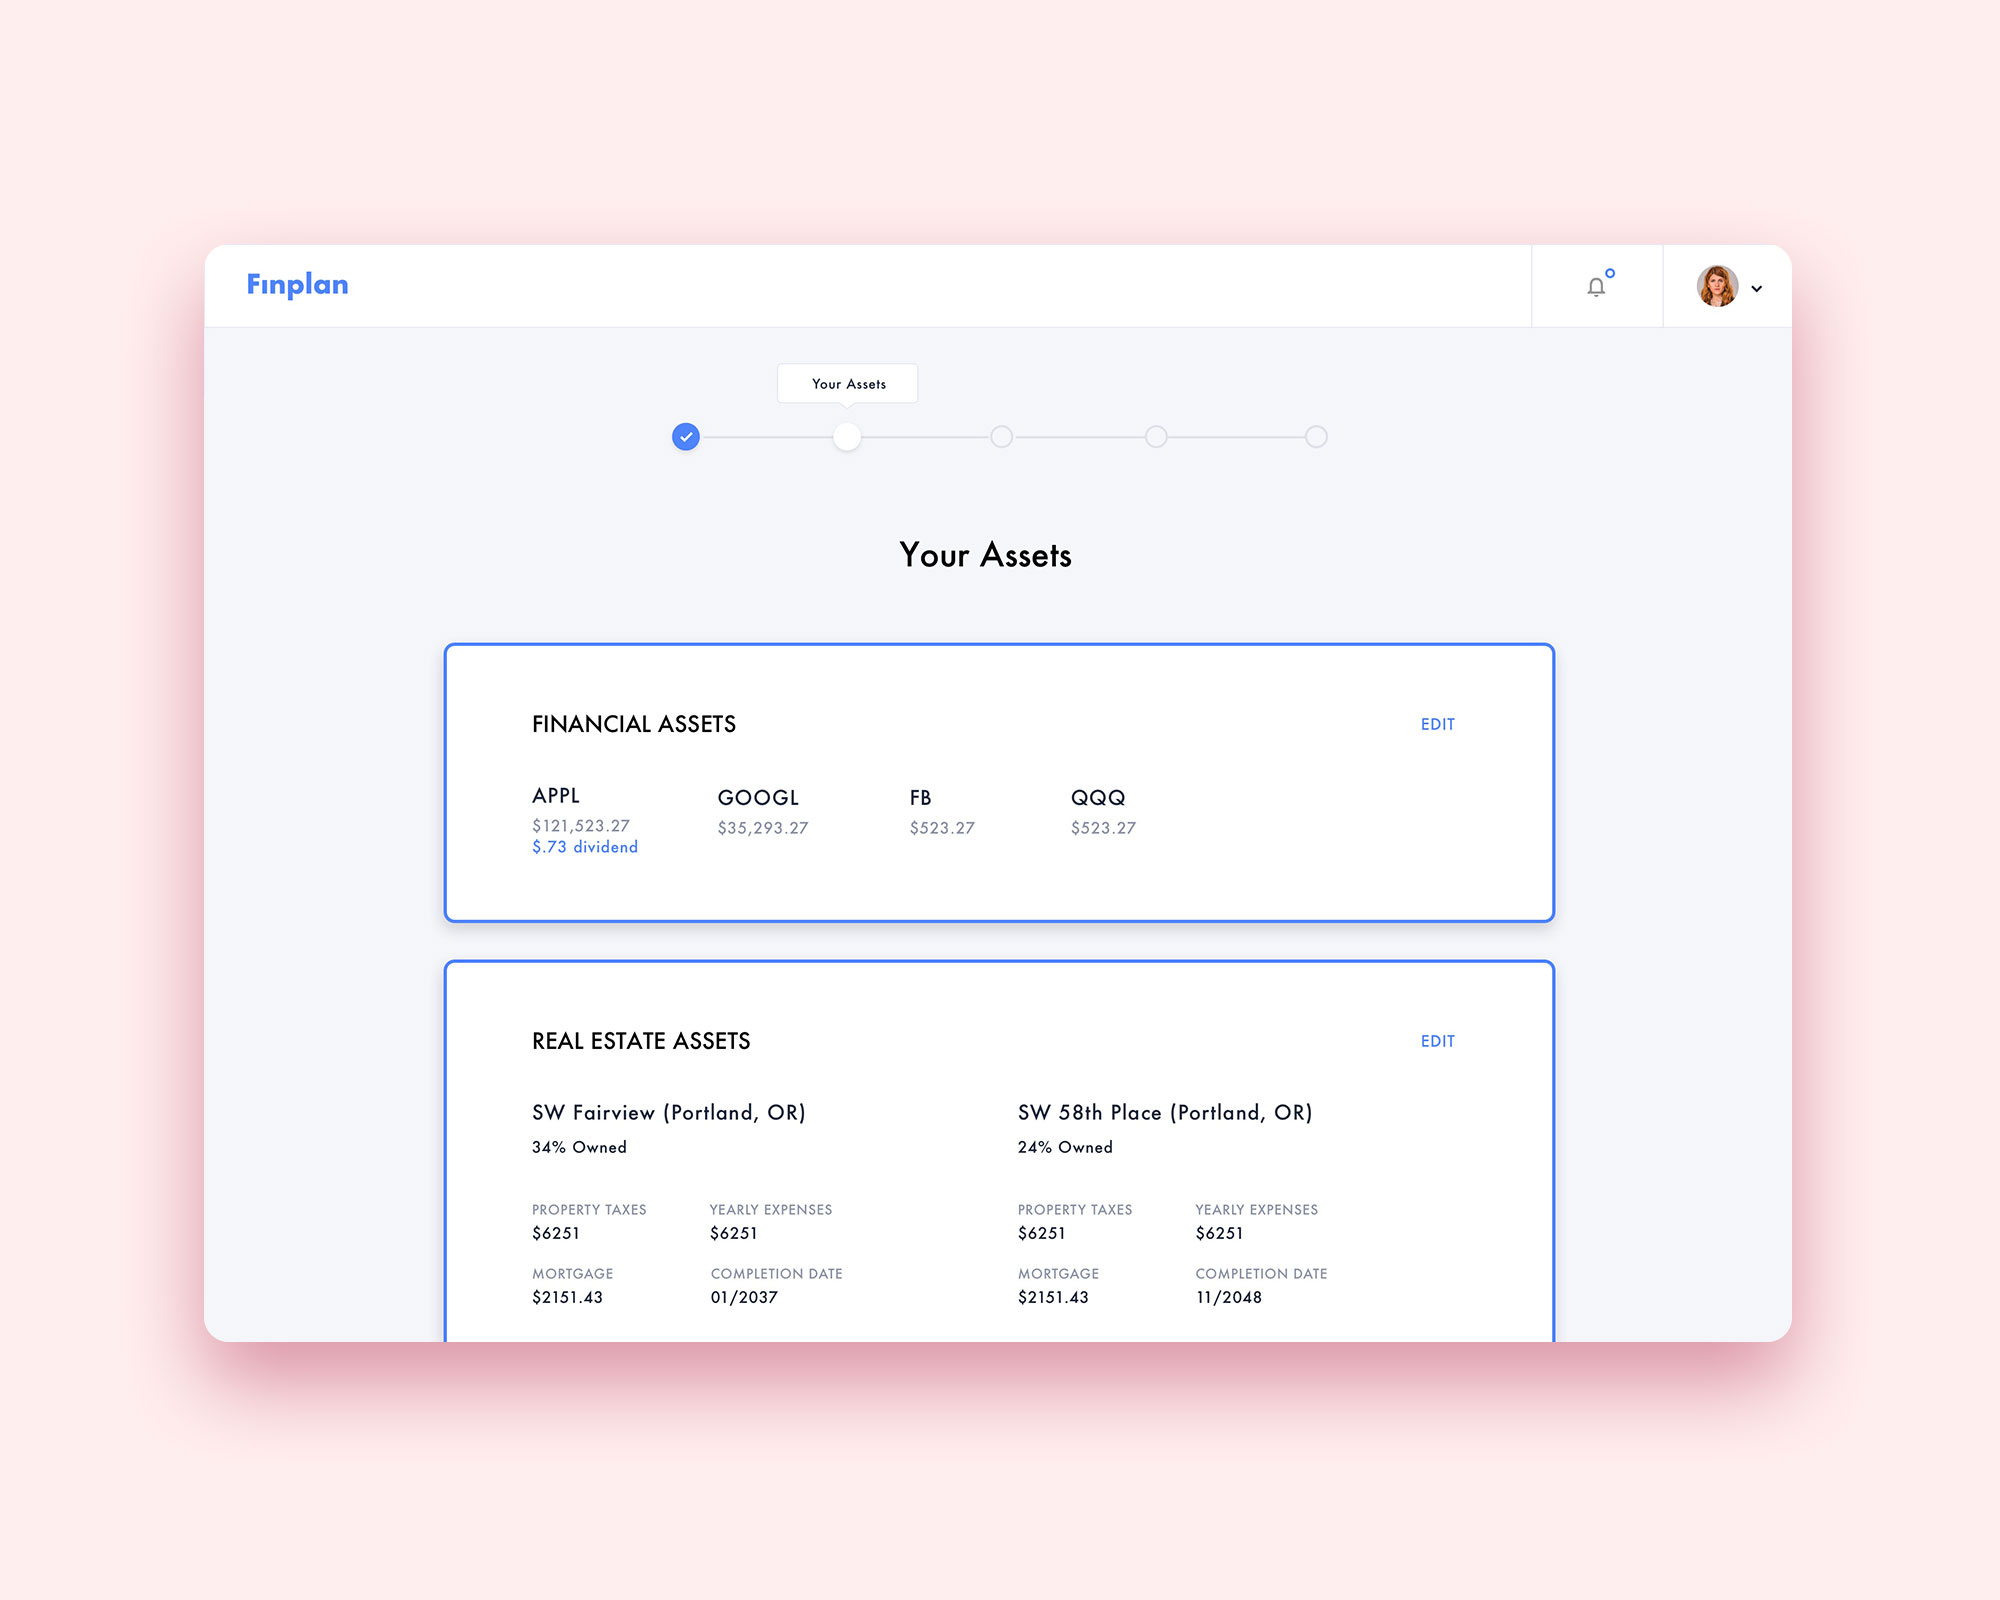 Finplan
Your Assets
Your Assets
FINANCIAL ASSETS EDIT
APPL GOOGL FB QQQ
$121,523.27 $35,293.27 $523.27 $523.27
$.73 dividend
REAL ESTATE ASSETS EDIT
SW Fairview (Portland, OR) SW 58th Place (Portland, OR)
34% Owned 24% Owned
PROPERTY TAXES YEARLY EXPENSES PROPERTY TAXES YEARLY EXPENSES
$6251 $6251 $6251 $6251
MORTGAGE COMPLETION DATE MORTGAGE COMPLETION DATE
$2151.43 01/2037 $2151.43 11/2048